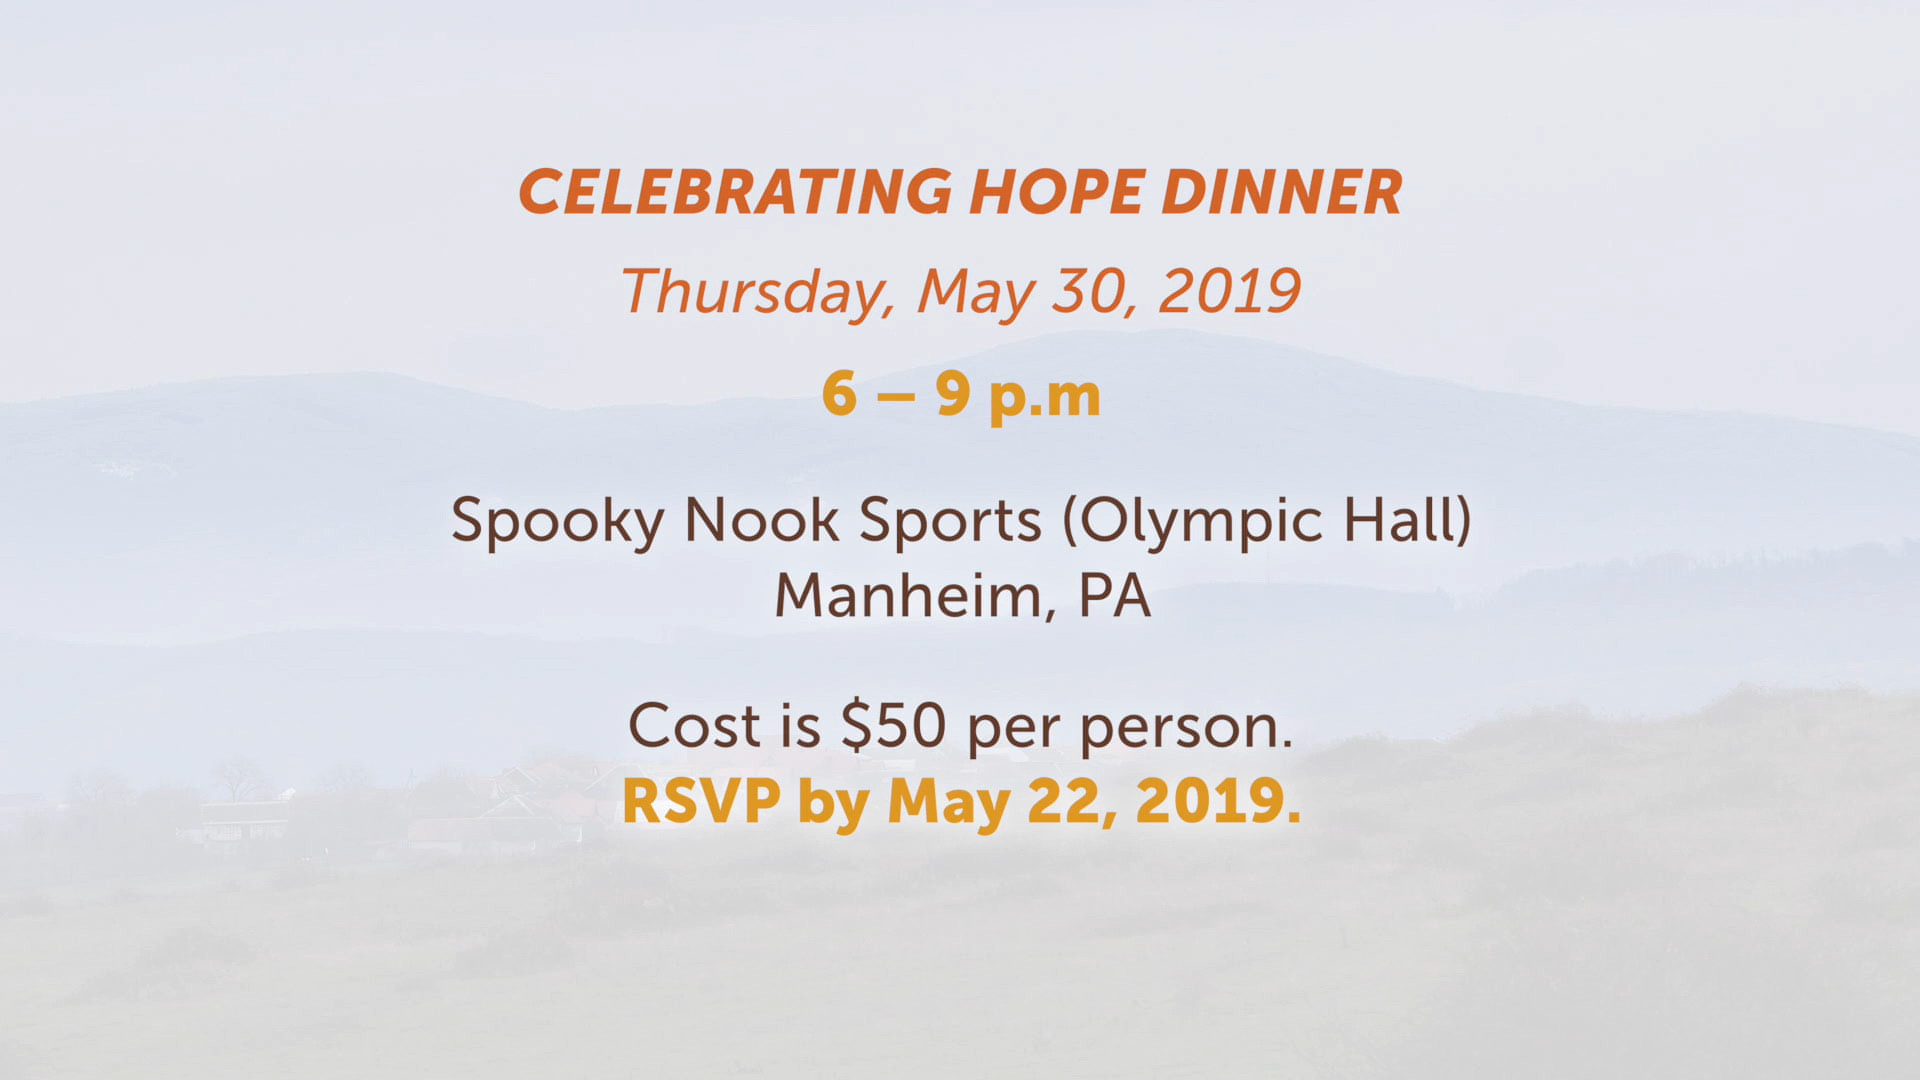 CELEBRATING HOPE DINNER
Thursday, May 30, 2019
6 – 9 p.m
Spooky Nook Sports (Olympic Hall)
Manheim, PA
Cost is $50 per person.
RSVP by May 22, 2019.